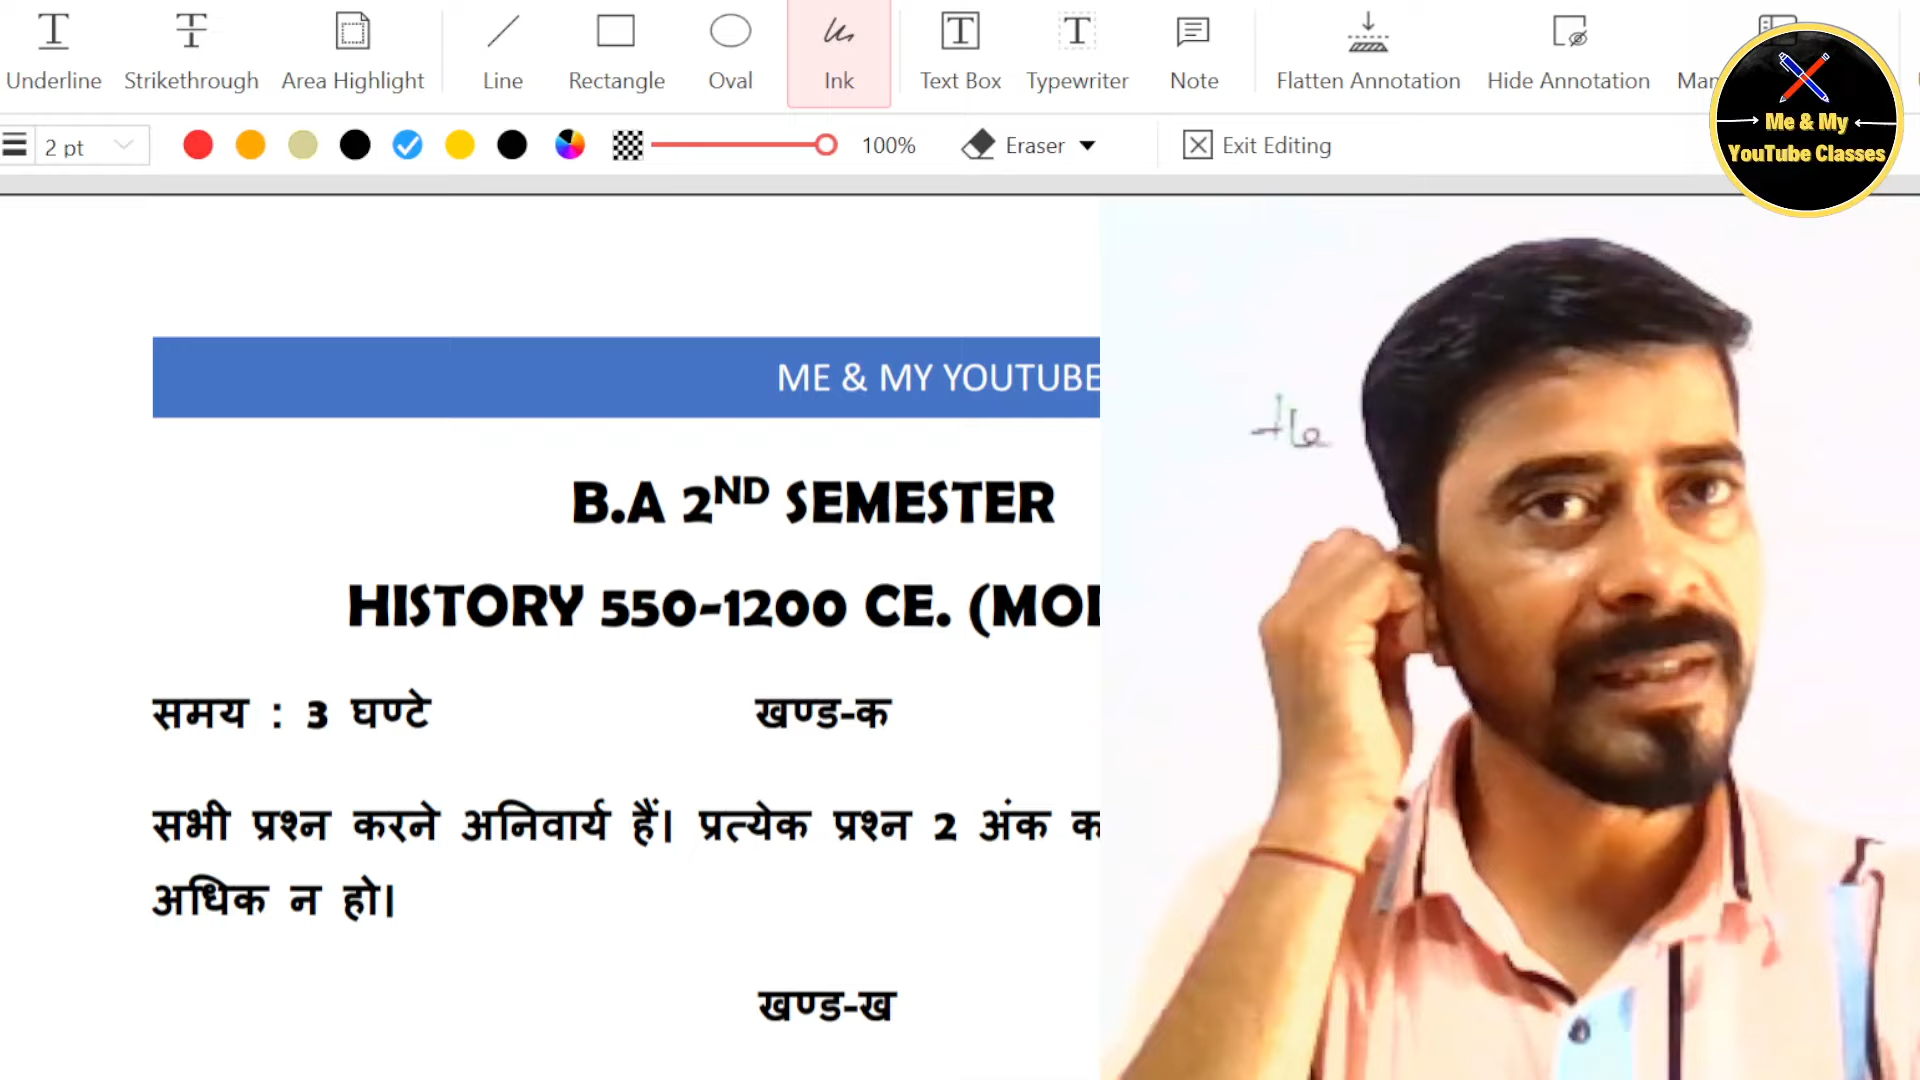 Underline Strikethrough Area Highlight Line Rectangle Oval Ink Text Box Typewriter Note Flatten Annotation Hide Annotation
2 pt 100% Eraser Exit Editing
Me & My
YouTube Classes
ME & MY YOUTUBE
B.A 2ND SEMESTER
HISTORY 550-1200 CE.
समय : 3 घण्टे खण्ड-क
सभी प्रश्न करने अनिवार्य हैं। प्रत्येक प्रश्न 2 अंक
अधिक न हो।
खण्ड-ख